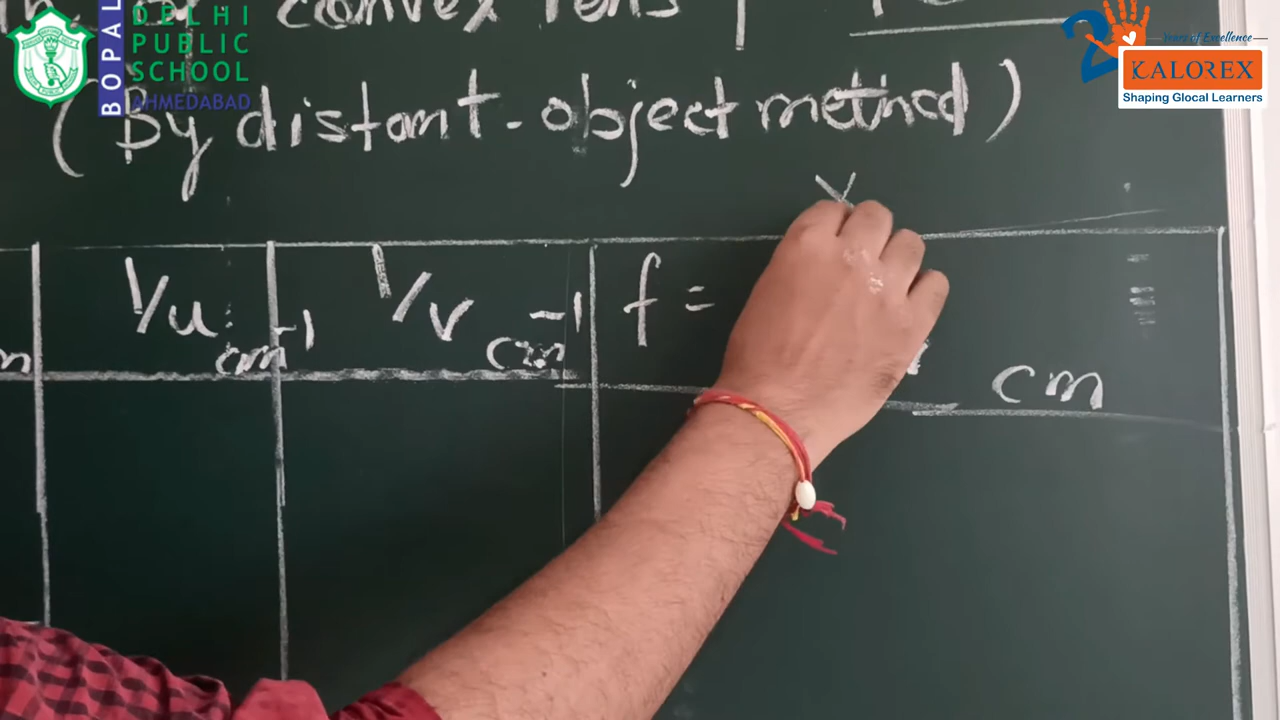 convex lens
(By distant-object method)
1/u cm⁻¹
1/v cm⁻¹
f =
cm
BOPAL
DELHI
PUBLIC
SCHOOL
AHMEDABAD
Years of Excellence
KALOREX
Shaping Glocal Learners